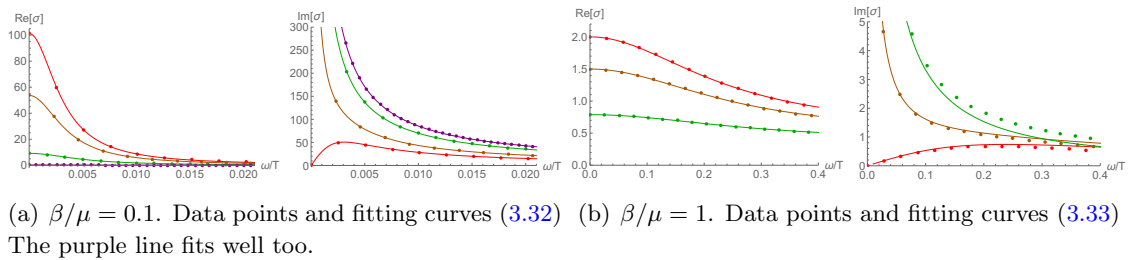 Re[σ]
100
80
60
40
20
0
0.005 0.010 0.015 0.020
ω/T
Im[σ]
300
250
200
150
100
50
0
0.005 0.010 0.015 0.020
ω/T
Re[σ]
2.0
1.5
1.0
0.5
0.0
0.0 0.1 0.2 0.3 0.4
ω/T
Im[σ]
5
4
3
2
1
0
0.0 0.1 0.2 0.3 0.4
ω/T
(a) β/μ = 0.1. Data points and fitting curves (3.32)
The purple line fits well too.
(b) β/μ = 1. Data points and fitting curves (3.33)